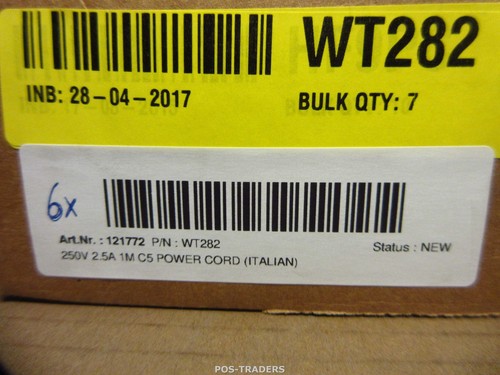 WT282
INB: 28-04-2017
BULK QTY: 7
6x
Art.Nr. : 121772 P/N : WT282
Status : NEW
250V 2.5A 1M C5 POWER CORD (ITALIAN)
POS-TRADERS